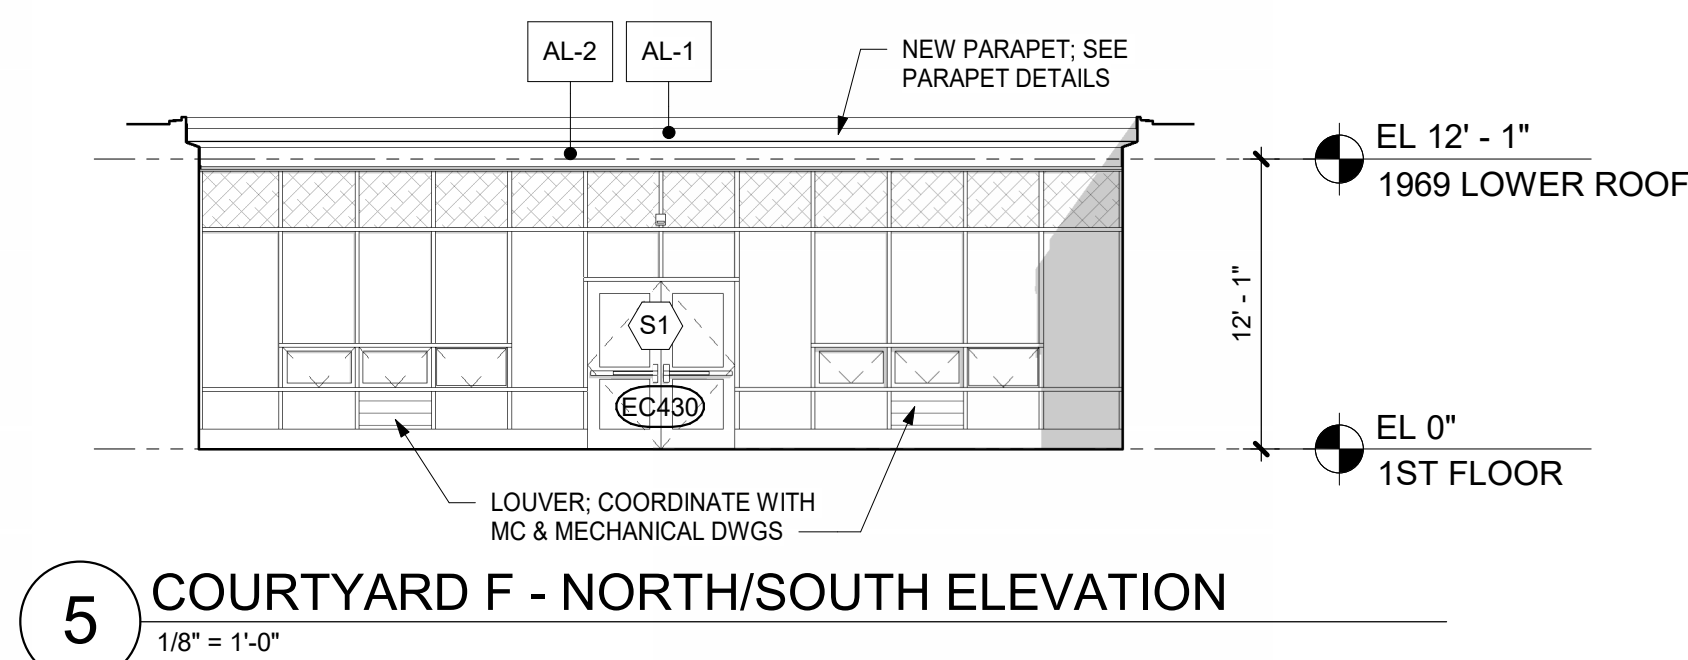 AL-2
AL-1
NEW PARAPET; SEE
PARAPET DETAILS
EL 12' - 1"
1969 LOWER ROOF
12' - 1"
S1
EC430
EL 0"
1ST FLOOR
LOUVER; COORDINATE WITH
MC & MECHANICAL DWGS
5
COURTYARD F - NORTH/SOUTH ELEVATION
1/8" = 1'-0"